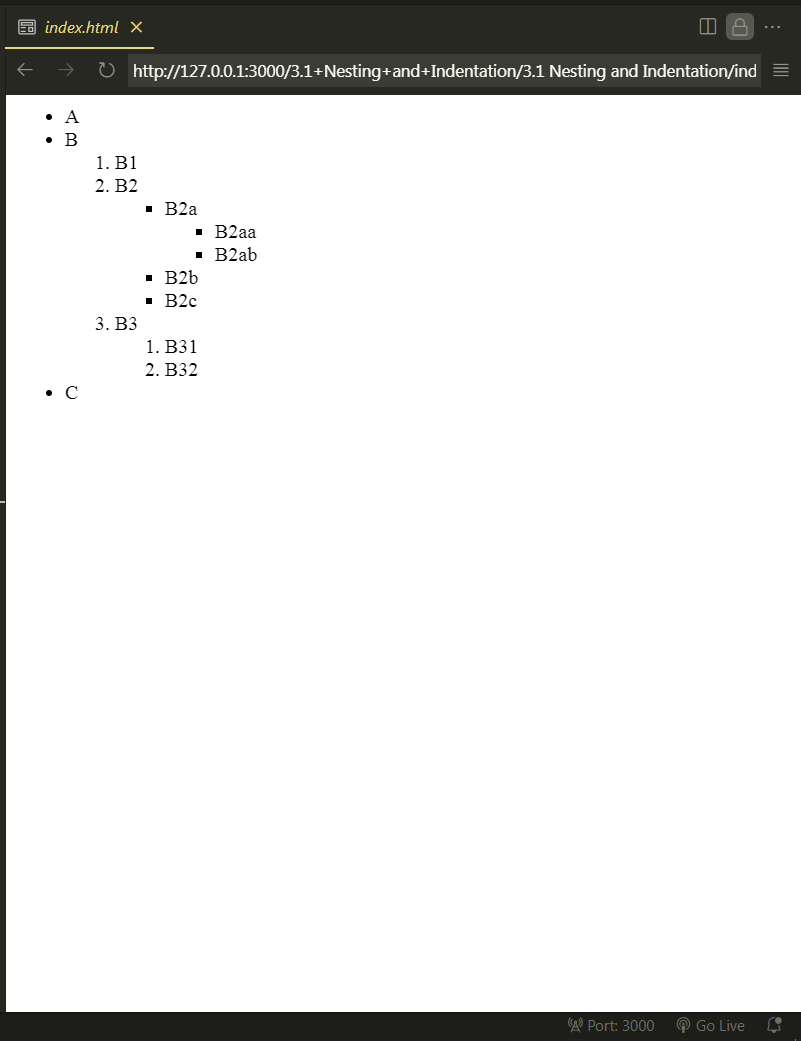 index.html
http://127.0.0.1:3000/3.1+Nesting+and+Indentation/3.1 Nesting and Indentation/ind
• A
• B
1. B1
2. B2
▪ B2a
▪ B2aa
▪ B2ab
▪ B2b
▪ B2c
3. B3
1. B31
2. B32
• C
Port: 3000 Go Live